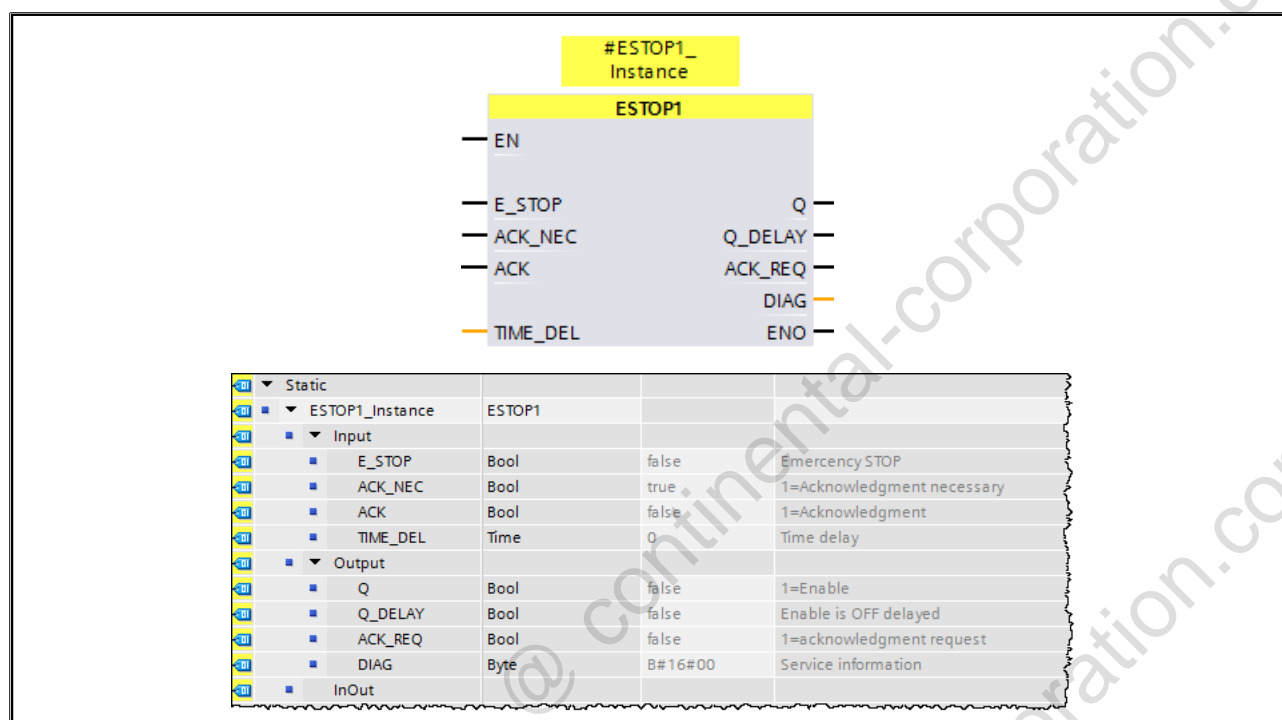 #ESTOP1_
Instance
ESTOP1
EN
E_STOP Q
ACK_NEC Q_DELAY
ACK ACK_REQ
DIAG
TIME_DEL ENO
Static
ESTOP1_Instance ESTOP1
Input
E_STOP Bool false Emercency STOP
ACK_NEC Bool true 1=Acknowledgment necessary
ACK Bool false 1=Acknowledgment
TIME_DEL Time 0 Time delay
Output
Q Bool false 1=Enable
Q_DELAY Bool false Enable is OFF delayed
ACK_REQ Bool false 1=acknowledgment request
DIAG Byte B#16#00 Service information
InOut
@ continental-corporation.c
oration.co